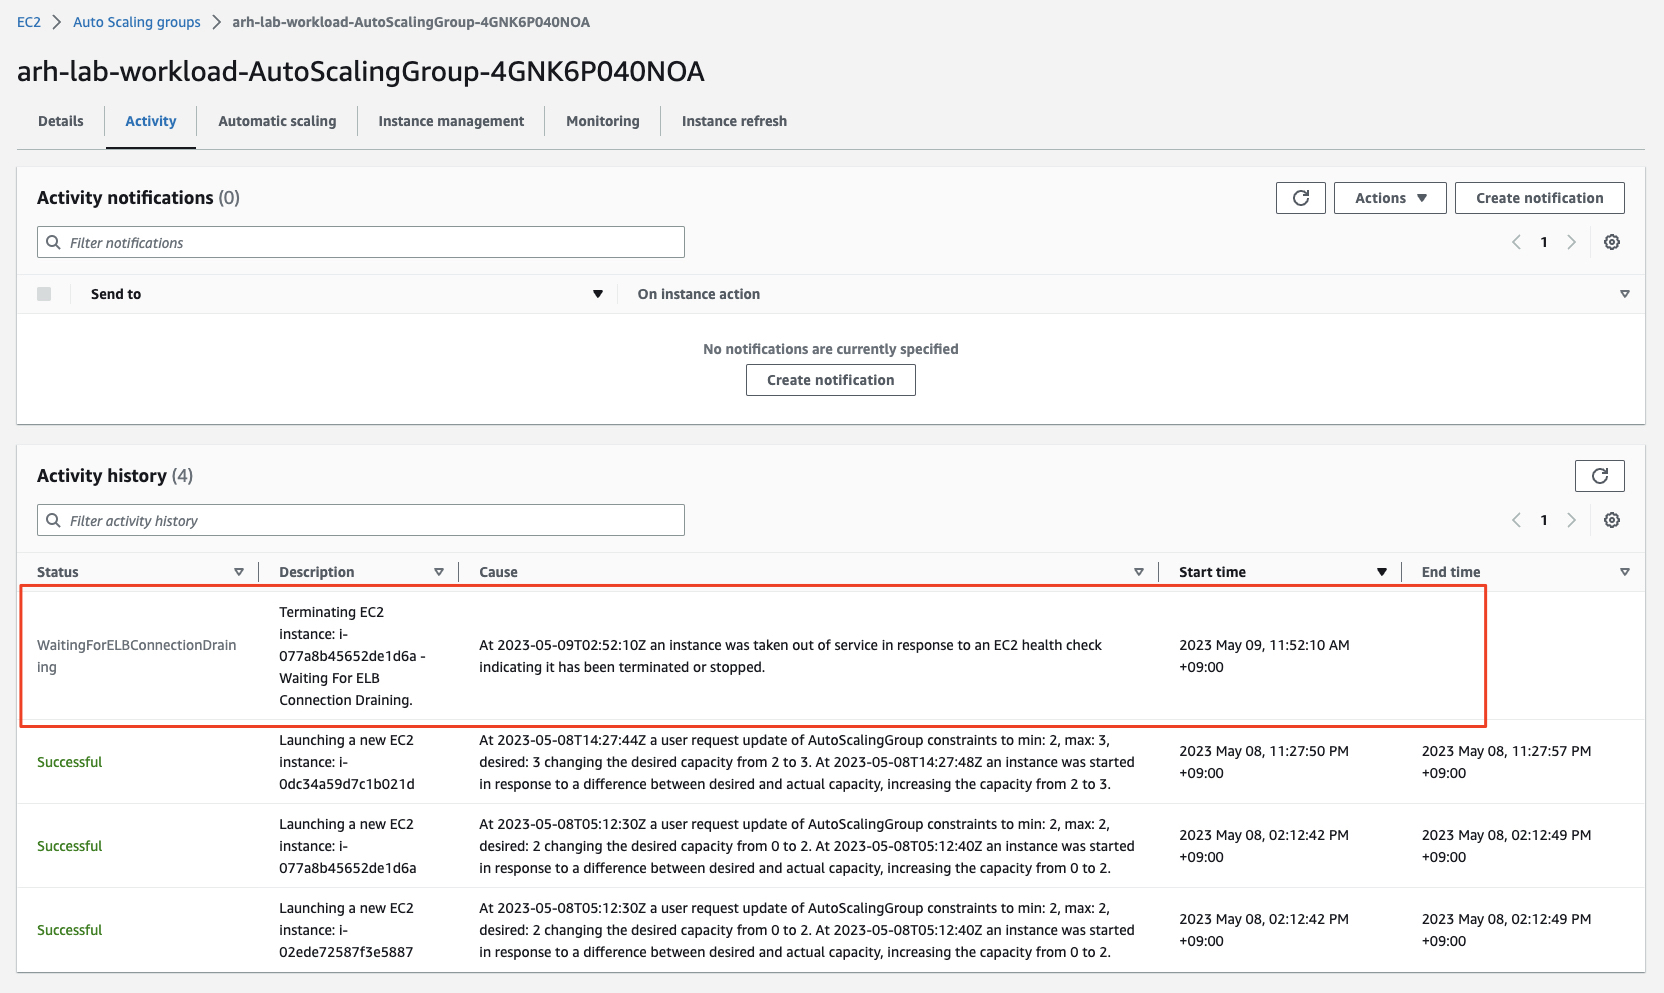 EC2 > Auto Scaling groups > arh-lab-workload-AutoScalingGroup-4GNK6P040NOA
arh-lab-workload-AutoScalingGroup-4GNK6P040NOA
Details Activity Automatic scaling Instance management Monitoring Instance refresh
Activity notifications (0)
Actions Create notification
Filter notifications
1
Send to On instance action
No notifications are currently specified
Create notification
Activity history (4)
Filter activity history
1
Status Description Cause Start time End time
WaitingForELBConnectionDrain
ing
Terminating EC2
instance: i-
077a8b45652de1d6a -
Waiting For ELB
Connection Draining.
At 2023-05-09T02:52:10Z an instance was taken out of service in response to an EC2 health check
indicating it has been terminated or stopped.
2023 May 09, 11:52:10 AM
+09:00
Successful
Launching a new EC2
instance: i-
0dc34a59d7c1b021d
At 2023-05-08T14:27:44Z a user request update of AutoScalingGroup constraints to min: 2, max: 3,
desired: 3 changing the desired capacity from 2 to 3. At 2023-05-08T14:27:48Z an instance was started
in response to a difference between desired and actual capacity, increasing the capacity from 2 to 3.
2023 May 08, 11:27:50 PM
+09:00
2023 May 08, 11:27:57 PM
+09:00
Successful
Launching a new EC2
instance: i-
077a8b45652de1d6a
At 2023-05-08T05:12:30Z a user request update of AutoScalingGroup constraints to min: 2, max: 2,
desired: 2 changing the desired capacity from 0 to 2. At 2023-05-08T05:12:40Z an instance was started
in response to a difference between desired and actual capacity, increasing the capacity from 0 to 2.
2023 May 08, 02:12:42 PM
+09:00
2023 May 08, 02:12:49 PM
+09:00
Successful
Launching a new EC2
instance: i-
02ede72587f3e5887
At 2023-05-08T05:12:30Z a user request update of AutoScalingGroup constraints to min: 2, max: 2,
desired: 2 changing the desired capacity from 0 to 2. At 2023-05-08T05:12:40Z an instance was started
in response to a difference between desired and actual capacity, increasing the capacity from 0 to 2.
2023 May 08, 02:12:42 PM
+09:00
2023 May 08, 02:12:49 PM
+09:00